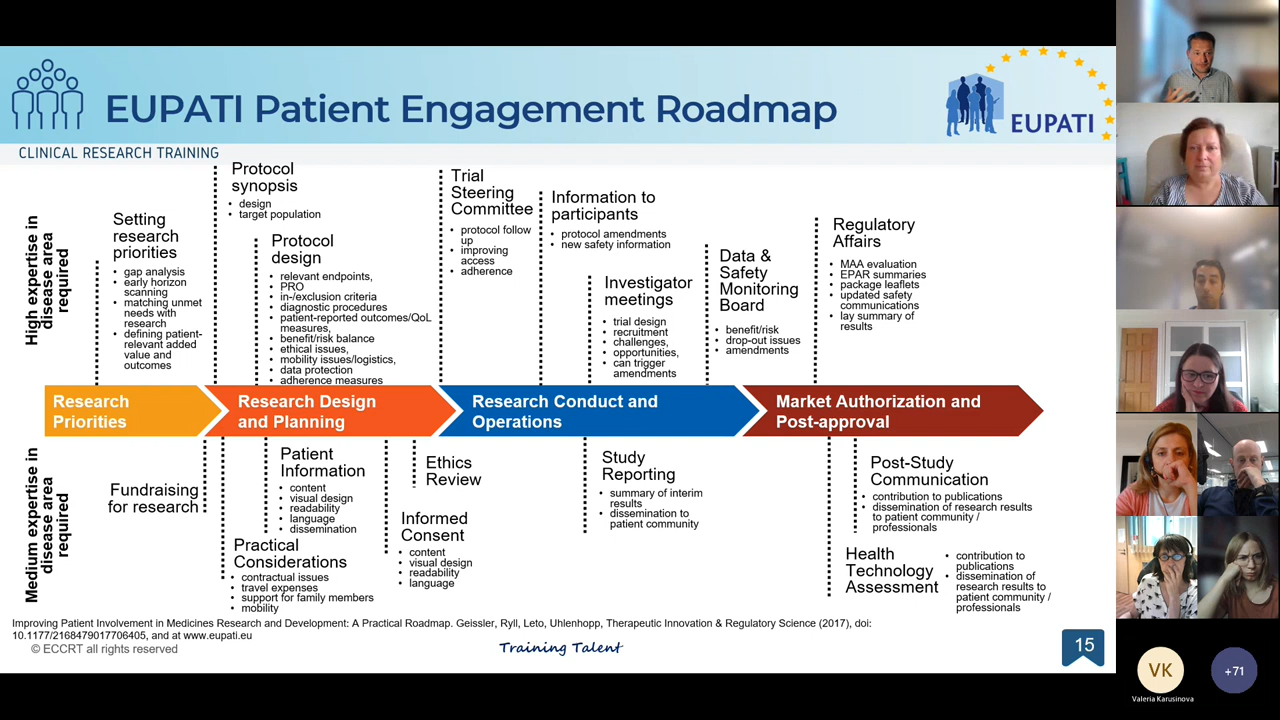 EUPATI Patient Engagement Roadmap
EUPATI
CLINICAL RESEARCH TRAINING
High expertise in
disease area
required
Setting
research
priorities
• gap analysis
• early horizon
scanning
• matching unmet
needs with
research
• defining patient-
relevant added
value and
outcomes
Protocol
synopsis
• design
• target population
Protocol
design
• relevant endpoints,
• PRO
• in-/exclusion criteria
• diagnostic procedures
• patient-reported outcomes/QoL
measures,
• benefit/risk balance
• ethical issues,
• mobility issues/logistics,
• data protection
• adherence measures
Trial
Steering
Committee
• protocol follow
up
• improving
access
• adherence
Information to
participants
• protocol amendments
• new safety information
Investigator
meetings
• trial design
• recruitment
• challenges,
• opportunities,
• can trigger
amendments
Data &
Safety
Monitoring
Board
• benefit/risk
• drop-out issues
• amendments
Regulatory
Affairs
• MAA evaluation
• EPAR summaries
• package leaflets
• updated safety
communications
• lay summary of
results
Research
Priorities
Research Design
and Planning
Research Conduct and
Operations
Market Authorization and
Post-approval
Medium expertise in
disease area
required
Fundraising
for research
Patient
Information
• content
• visual design
• readability
• language
• dissemination
Practical
Considerations
• contractual issues
• travel expenses
• support for family members
• mobility
Ethics
Review
Informed
Consent
• content
• visual design
• readability
• language
Study
Reporting
• summary of interim
results
• dissemination to
patient community
Post-Study
Communication
• contribution to publications
• dissemination of research results
to patient community /
professionals
Health
Technology
Assessment
• contribution to
publications
• dissemination of
research results to
patient community /
professionals
Improving Patient Involvement in Medicines Research and Development: A Practical Roadmap. Geissler, Ryll, Leto, Uhlenhopp, Therapeutic Innovation & Regulatory Science (2017), doi:
10.1177/2168479017706405, and at www.eupati.eu
© ECCRT all rights reserved
Training Talent
15
VK
Valeria Karusinova
+71